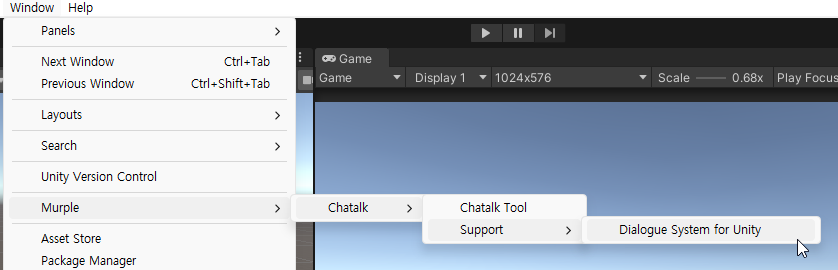 Window Help
Panels
Next Window Ctrl+Tab
Previous Window Ctrl+Shift+Tab
Layouts
Search
Unity Version Control
Murple
Asset Store
Package Manager
Chatalk
Chatalk Tool
Support
Dialogue System for Unity
Game
Game Display 1 1024x576 Scale 0.68x Play Focus